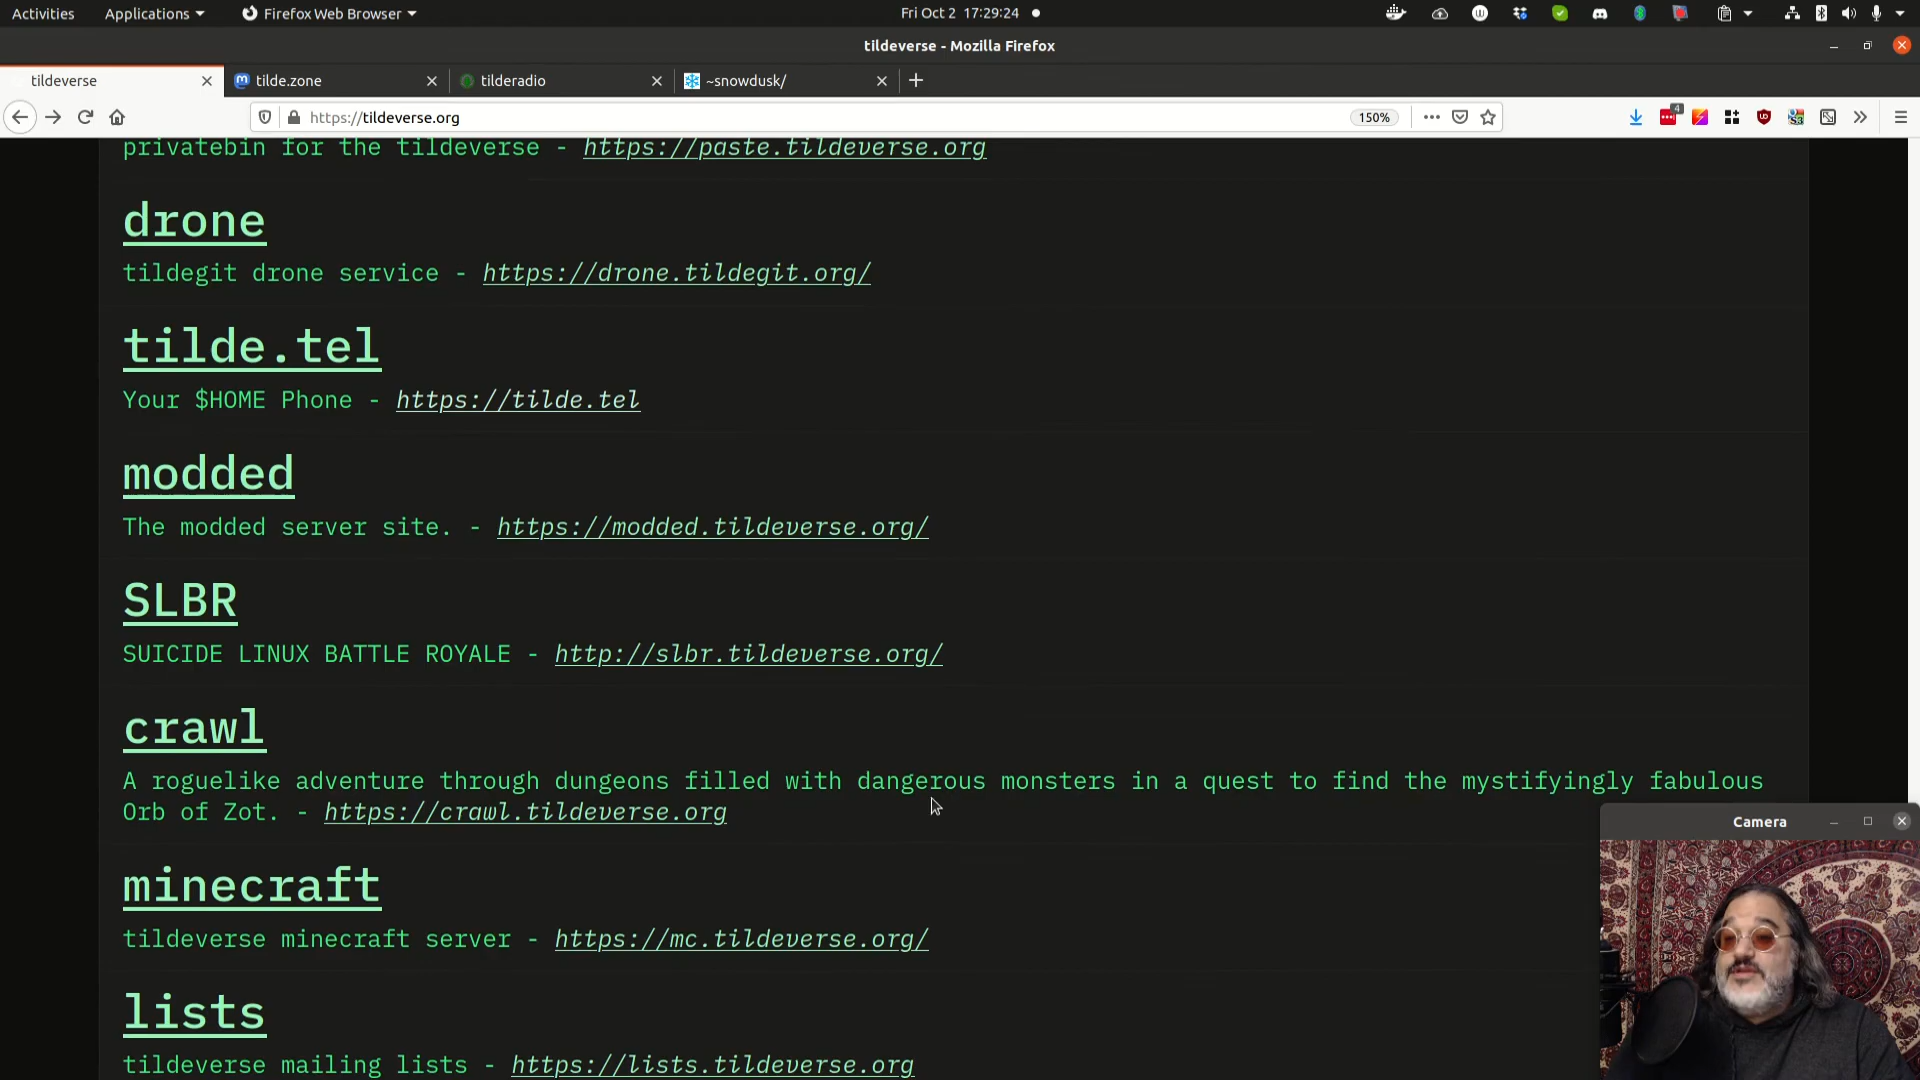 Activities Applications Firefox Web Browser Fri Oct 2 17:29:24
tildeverse - Mozilla Firefox
tildeverse tilde.zone tilderadio ~snowdusk/
https://tildeverse.org 150% 4
privatebin for the tildeverse - https://paste.tildeverse.org
drone
tildegit drone service - https://drone.tildegit.org/
tilde.tel
Your $HOME Phone - https://tilde.tel
modded
The modded server site. - https://modded.tildeverse.org/
SLBR
SUICIDE LINUX BATTLE ROYALE - http://slbr.tildeverse.org/
crawl
A roguelike adventure through dungeons filled with dangerous monsters in a quest to find the mystifyingly fabulous
Orb of Zot. - https://crawl.tildeverse.org
Camera
minecraft
tildeverse minecraft server - https://mc.tildeverse.org/
lists
tildeverse mailing lists - https://lists.tildeverse.org